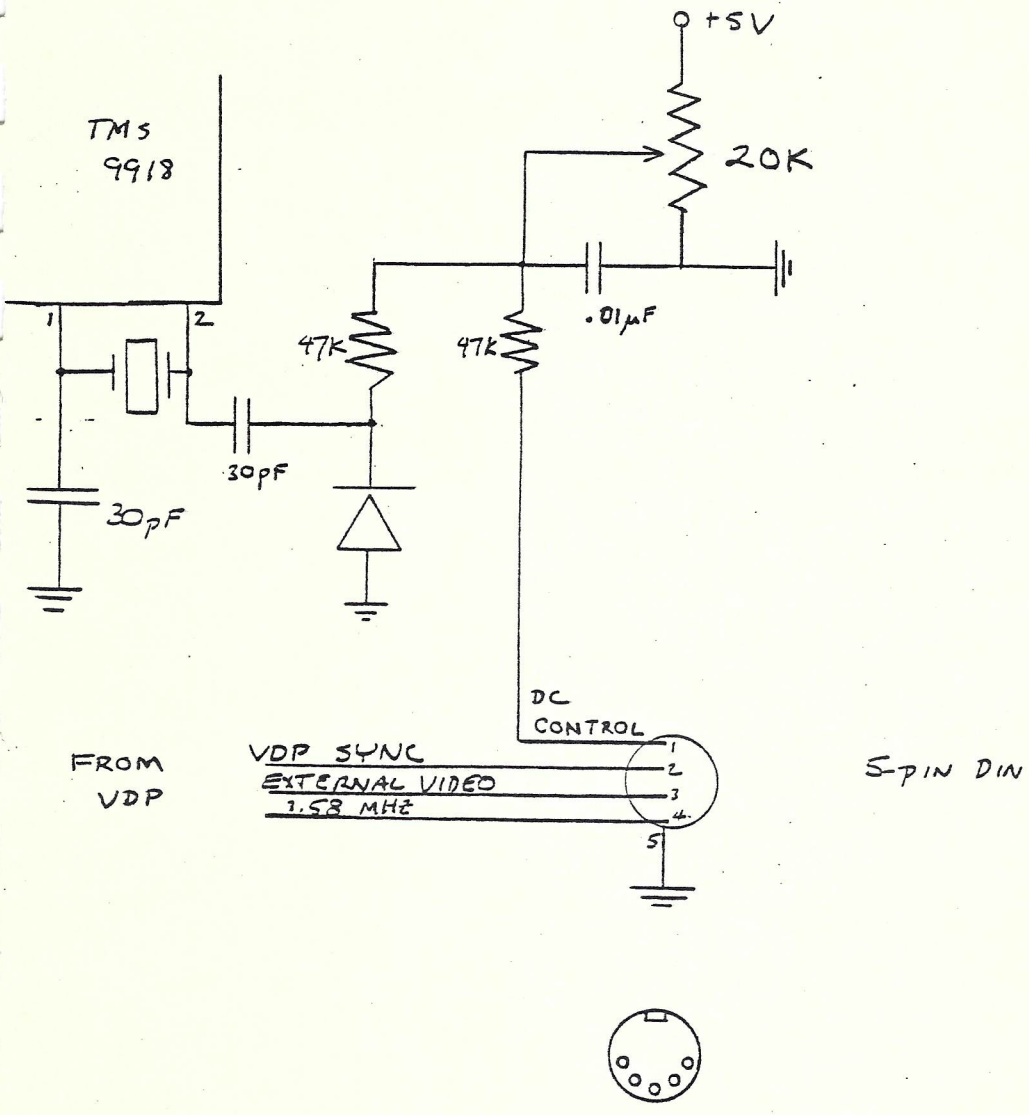 +5V
TMS
9918
20K
1
2
.01µF
47K
47K
30pF
30pF
DC
CONTROL
1
VDP SYNC
2
EXTERNAL VIDEO
3
3.58 MHZ
4
5
FROM
VDP
5-PIN DIN